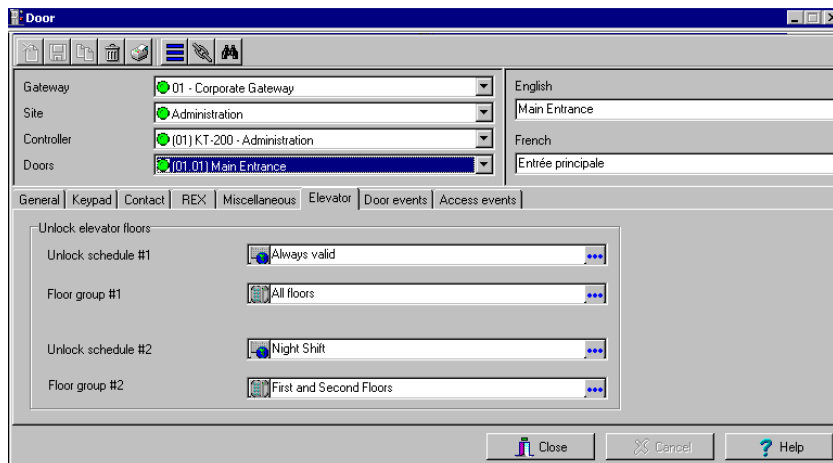 Door
Gateway
01 - Corporate Gateway
English
Site
Administration
Main Entrance
Controller
(01) KT-200 - Administration
French
Doors
(01.01) Main Entrance
Entrée principale
General Keypad Contact REX Miscellaneous Elevator Door events Access events
Unlock elevator floors
Unlock schedule #1
Always valid
Floor group #1
All floors
Unlock schedule #2
Night Shift
Floor group #2
First and Second Floors
Close Cancel Help